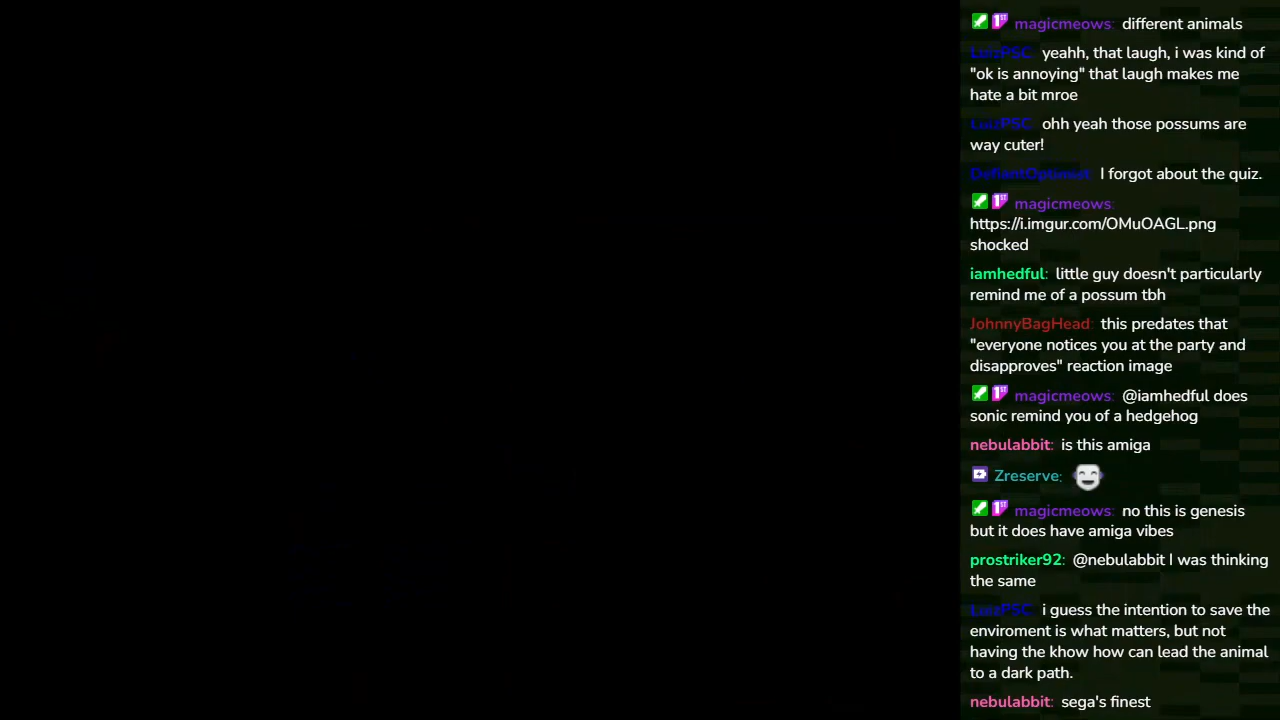 magicmeows: different animals
LuizPSC: yeahh, that laugh, i was kind of
"ok is annoying" that laugh makes me
hate a bit mroe
LuizPSC: ohh yeah those possums are
way cuter!
DefiantOptimist: I forgot about the quiz.
magicmeows:
https://i.imgur.com/OMuOAGL.png
shocked
iamhedful: little guy doesn't particularly
remind me of a possum tbh
JohnnyBagHead: this predates that
"everyone notices you at the party and
disapproves" reaction image
magicmeows: @iamhedful does
sonic remind you of a hedgehog
nebulabbit: is this amiga
Zreserve:
magicmeows: no this is genesis
but it does have amiga vibes
prostriker92: @nebulabbit I was thinking
the same
LuizPSC: i guess the intention to save the
enviroment is what matters, but not
having the khow how can lead the animal
to a dark path.
nebulabbit: sega's finest